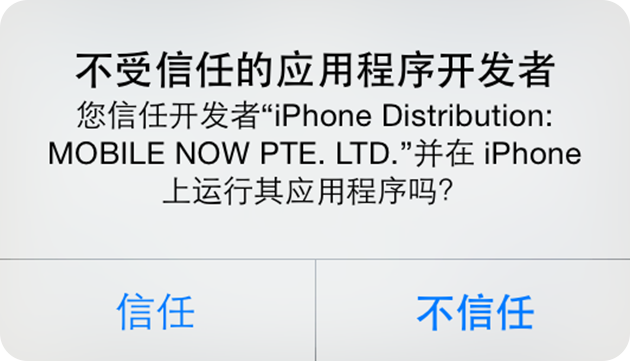 不受信任的应用程序开发者
您信任开发者“iPhone Distribution:
MOBILE NOW PTE. LTD.”并在 iPhone
上运行其应用程序吗？
信任
不信任